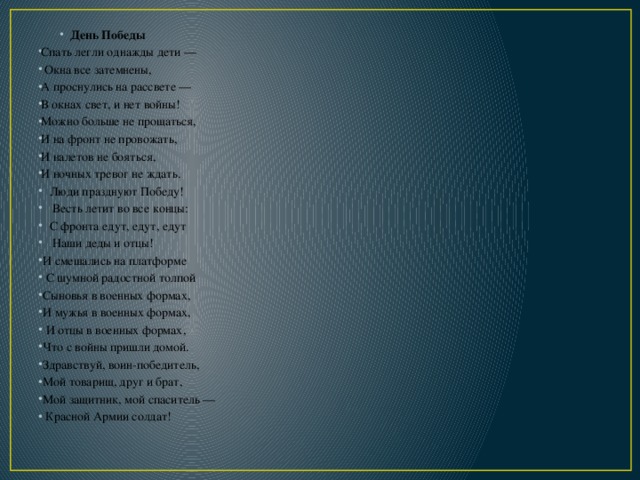 • День Победы
•Спать легли однажды дети —
• Окна все затемнены,
•А проснулись на рассвете —
•В окнах свет, и нет войны!
•Можно больше не прощаться,
•И на фронт не провожать,
•И налетов не бояться,
•И ночных тревог не ждать.
• Люди празднуют Победу!
• Весть летит во все концы:
• С фронта едут, едут, едут
• Наши деды и отцы!
•И смешались на платформе
• С шумной радостной толпой
•Сыновья в военных формах,
•И мужья в военных формах,
• И отцы в военных формах,
•Что с войны пришли домой.
•Здравствуй, воин-победитель,
•Мой товарищ, друг и брат,
•Мой защитник, мой спаситель —
• Красной Армии солдат!